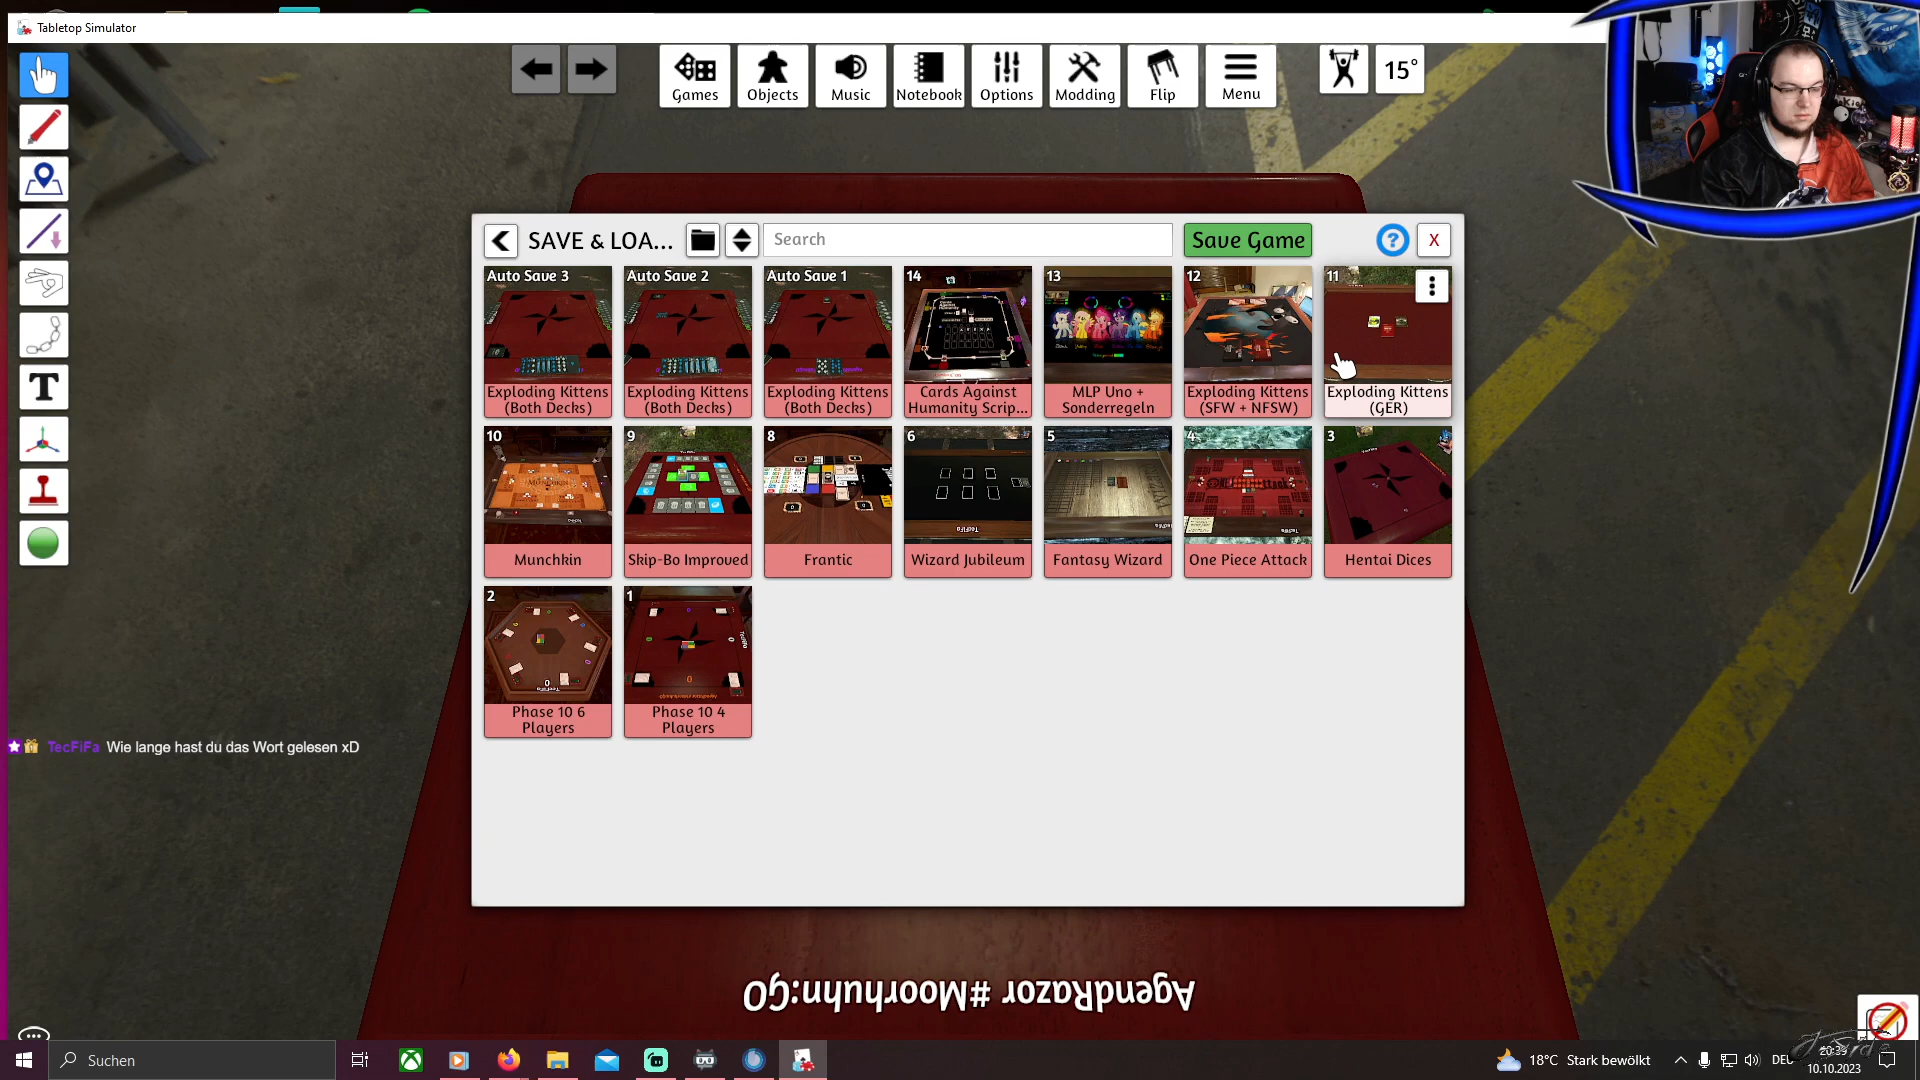 Tabletop Simulator
Games
Objects
Music
Notebook
Options
Modding
Flip
Menu
15°
SAVE & LOA...
Search
Save Game
?
X
Auto Save 3
Exploding Kittens
(Both Decks)
Auto Save 2
Exploding Kittens
(Both Decks)
Auto Save 1
Exploding Kittens
(Both Decks)
14
Cards Against
Humanity Scrip...
13
MLP Uno +
Sonderregeln
12
Exploding Kittens
(SFW + NFSW)
11
Exploding Kittens
(GER)
10
Munchkin
9
Skip-Bo Improved
8
Frantic
6
Wizard Jubileum
5
Fantasy Wizard
4
One Piece Attack
3
Hentai Dices
2
Phase 10 6
Players
1
Phase 10 4
Players
T
TecFiFa Wie lange hast du das Wort gelesen xD
AgendRazor #Moorhuhn:GO
Suchen
18°C Stark bewölkt
DEU
20:39
10.10.2023